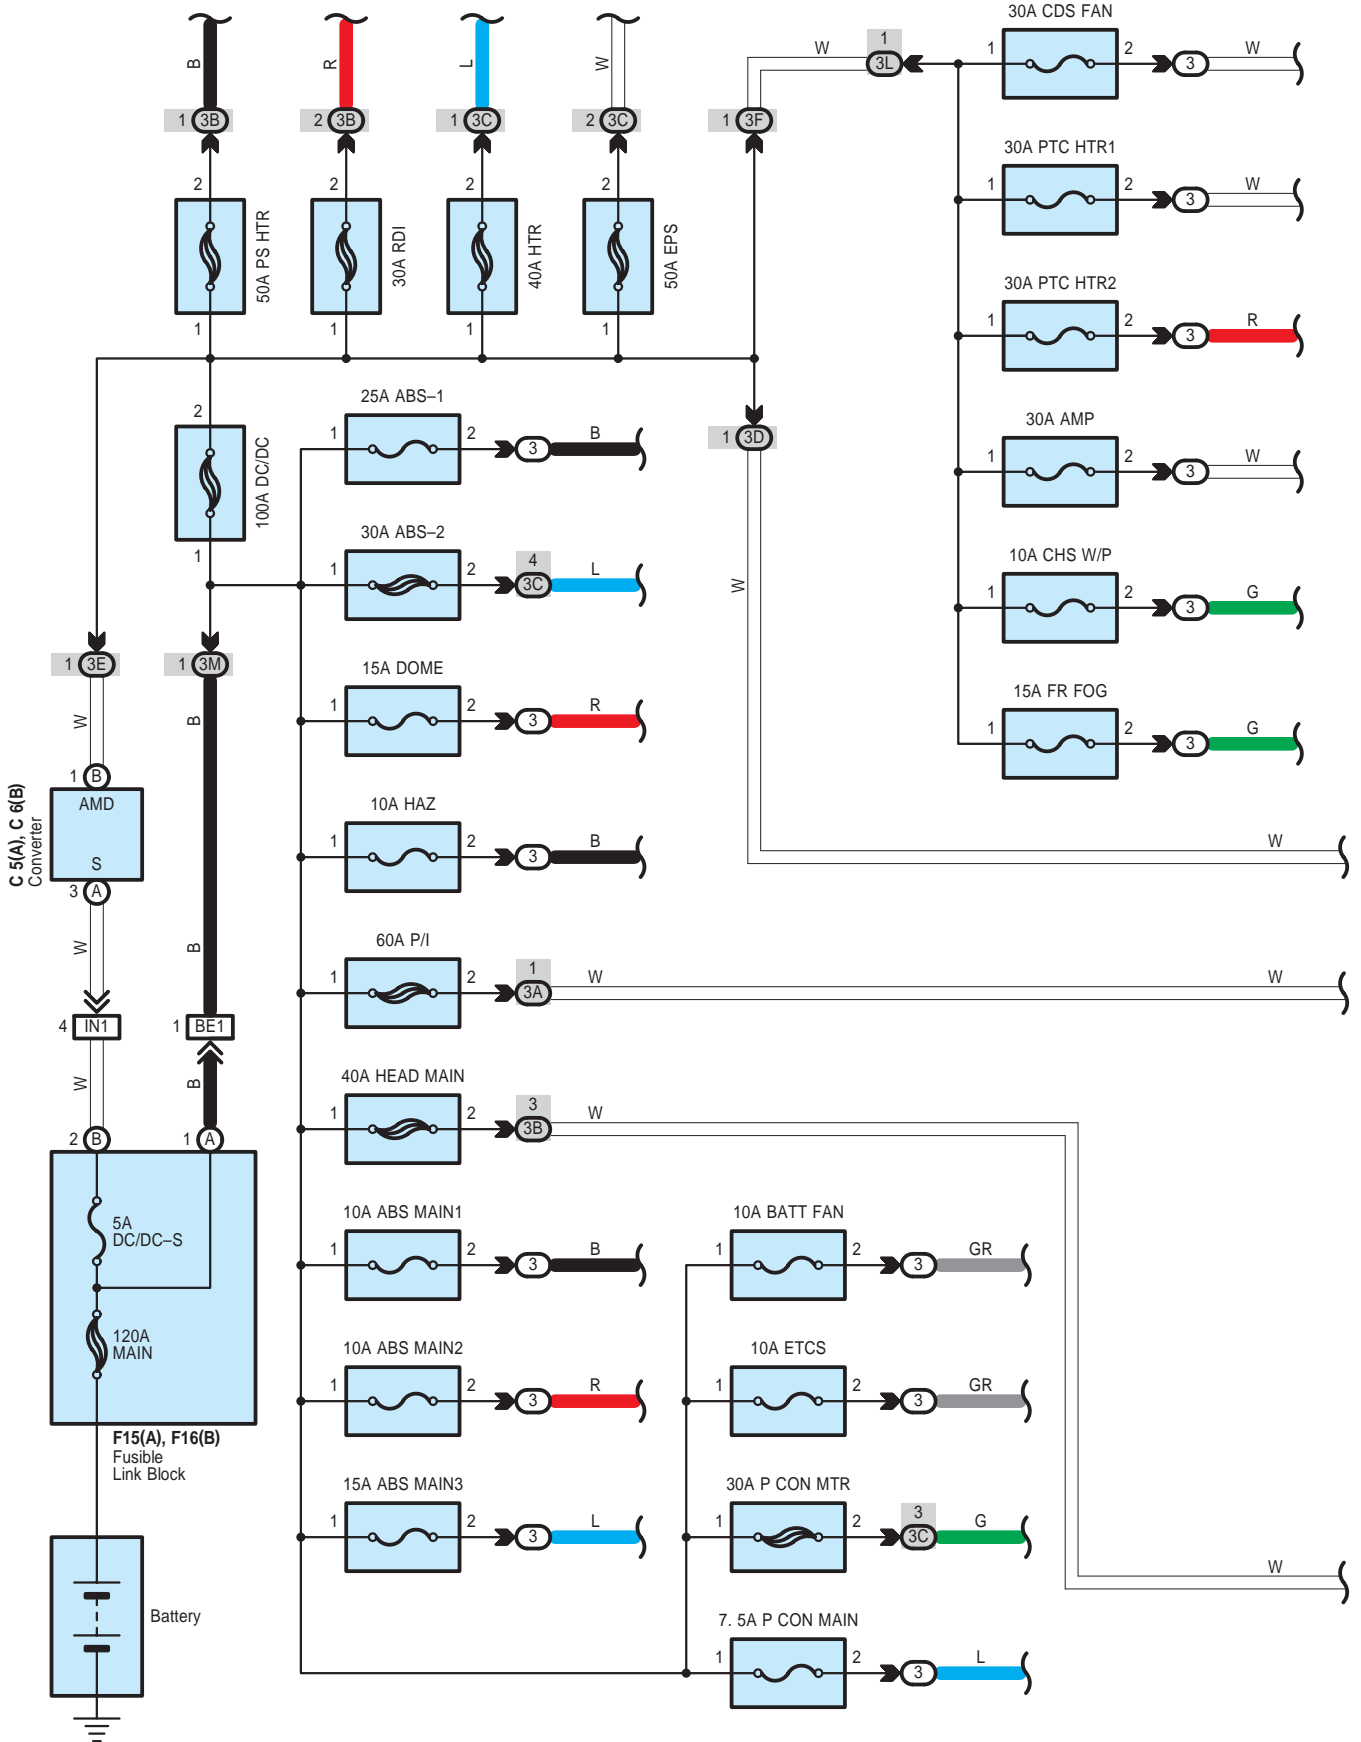 30A CDS FAN
B R L W W 1 3L 1 2 3 W
1 3B 2 3B 1 3C 2 3C 1 3F
30A PTC HTR1
2 2 2 2 1 2 3 W
50A PS HTR 30A RDI 40A HTR 50A EPS
30A PTC HTR2
1 1 1 1 1 2 3 R
25A ABS–1
2 1 2 3 B 1 3D
30A AMP
1 2 3 W
100A DC/DC
30A ABS–2
1 1 2 4 3C L W
10A CHS W/P
1 2 3 G
1 3E 1 3M
15A DOME
1 2 3 R
15A FR FOG
1 2 3 G
W B
1 B
AMD
S
3 A
C 5(A), C 6(B)
Converter
10A HAZ
1 2 3 B W
W B
60A P/I
1 2 1 3A W W
4 IN1 1 BE1
W B
40A HEAD MAIN
1 2 3 3B W
2 B 1 A
5A
DC/DC–S
10A ABS MAIN1
1 2 3 B
10A BATT FAN
1 2 3 GR
120A
MAIN
10A ABS MAIN2
1 2 3 R
10A ETCS
1 2 3 GR
F15(A), F16(B)
Fusible
Link Block
15A ABS MAIN3
1 2 3 L
30A P CON MTR
1 2 3 3C G
W
Battery
7. 5A P CON MAIN
1 2 3 L